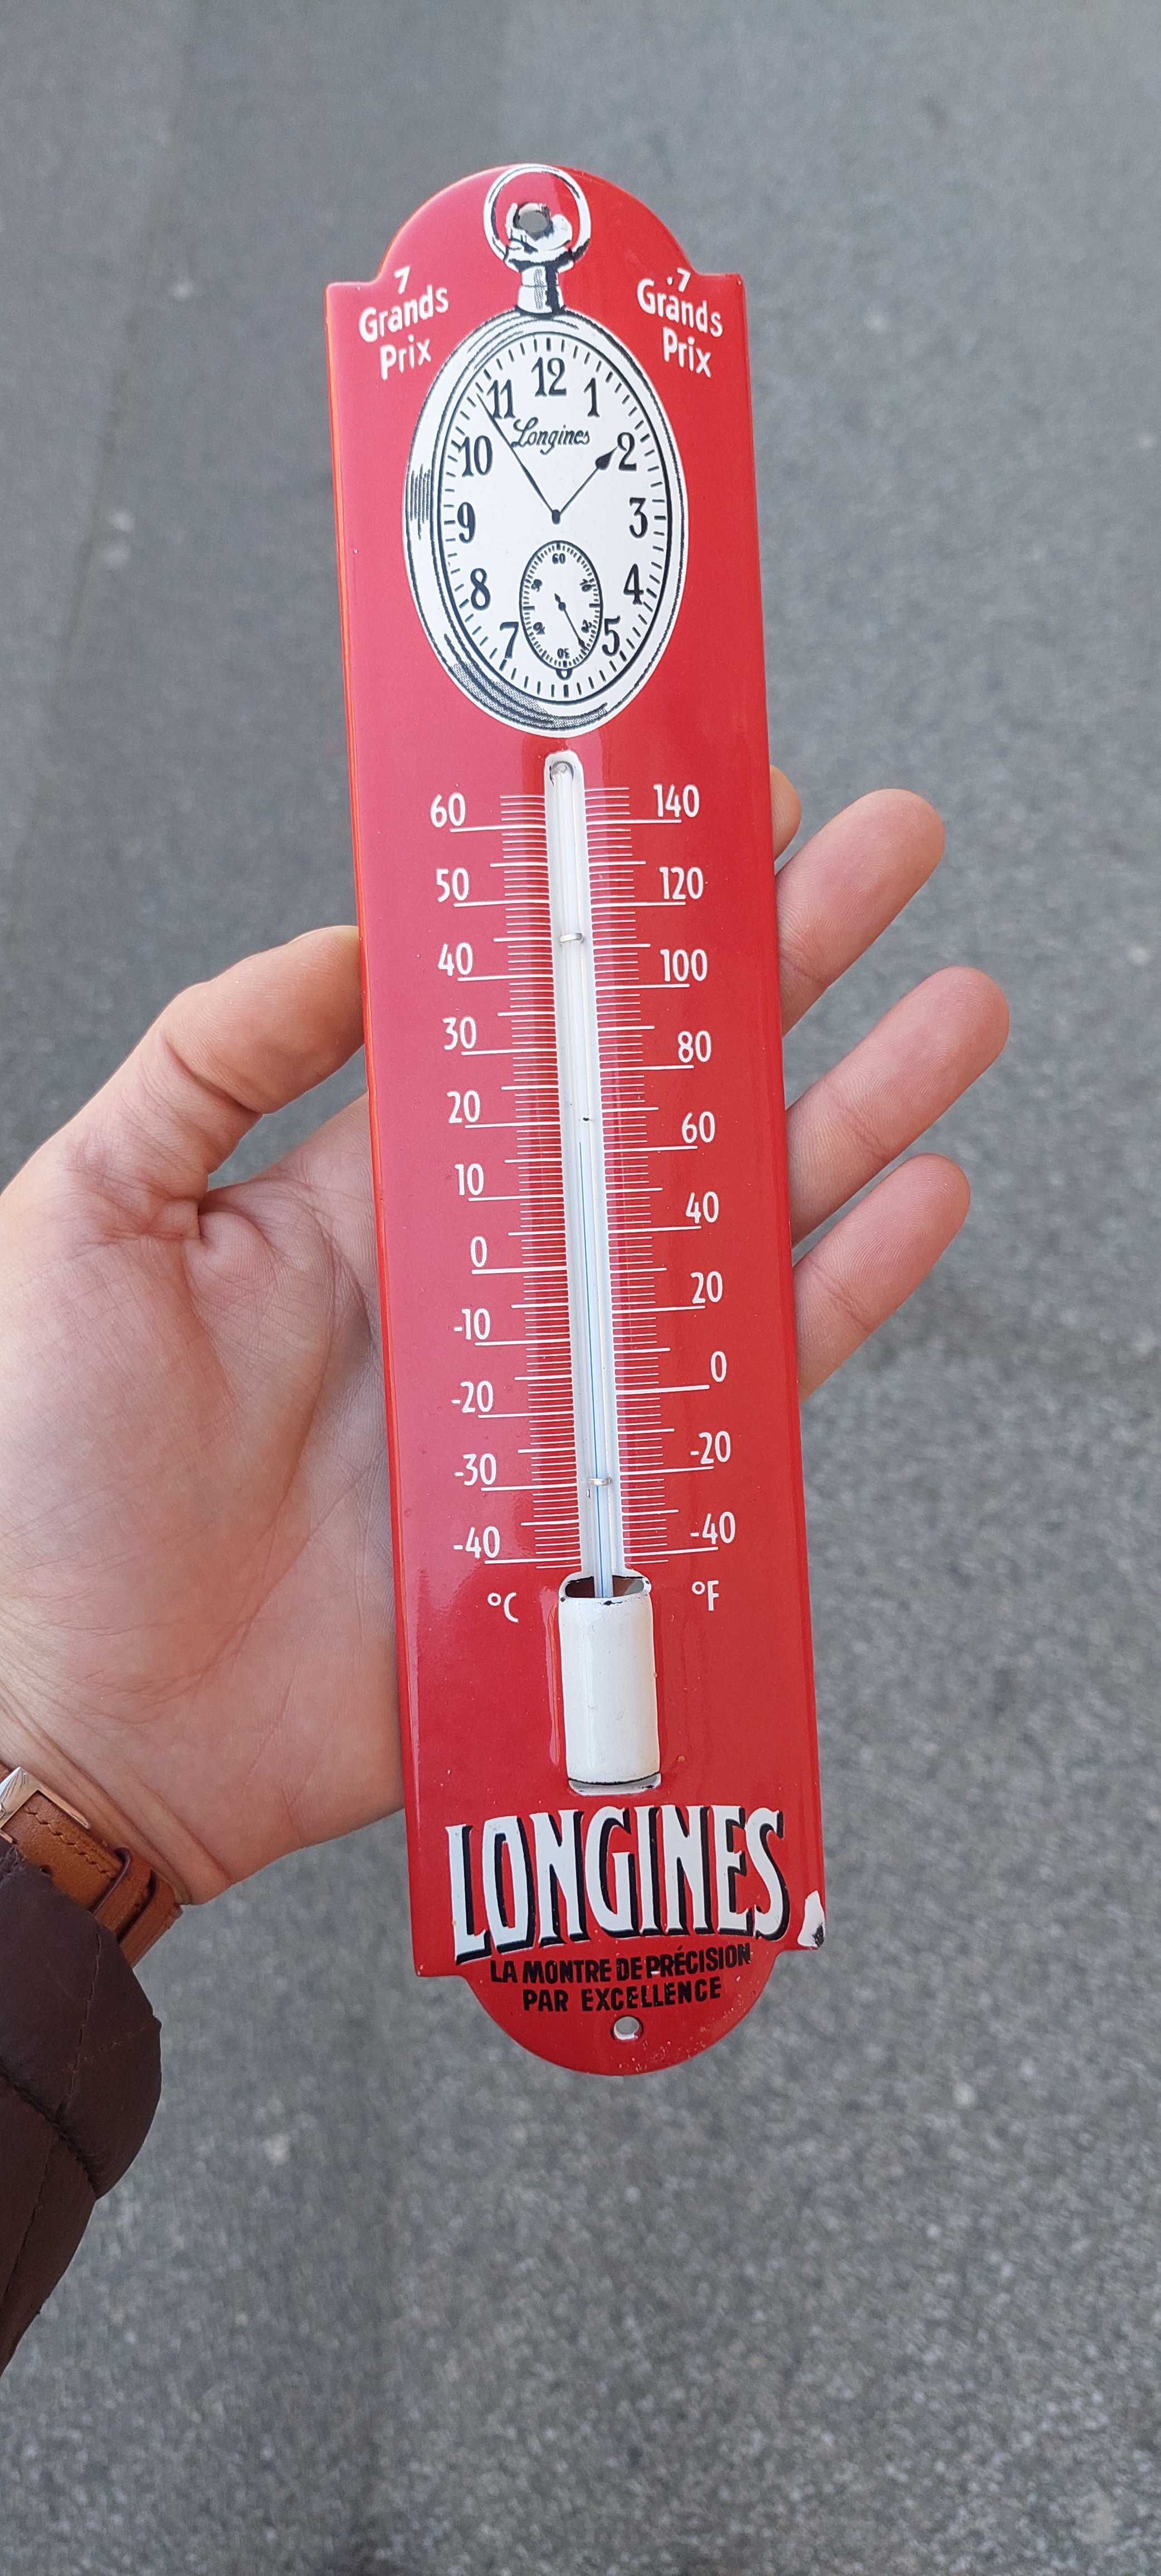 7
Grands
Prix
7
Grands
Prix
12
11 1
Longines
10 2
9 3
60
8 4
7 5
30
60 140
50 120
40 100
30 80
20 60
10 40
0 20
-10 0
-20 -20
-30 -40
-40
°C °F
LONGINES
LA MONTRE DE PRÉCISION
PAR EXCELLENCE